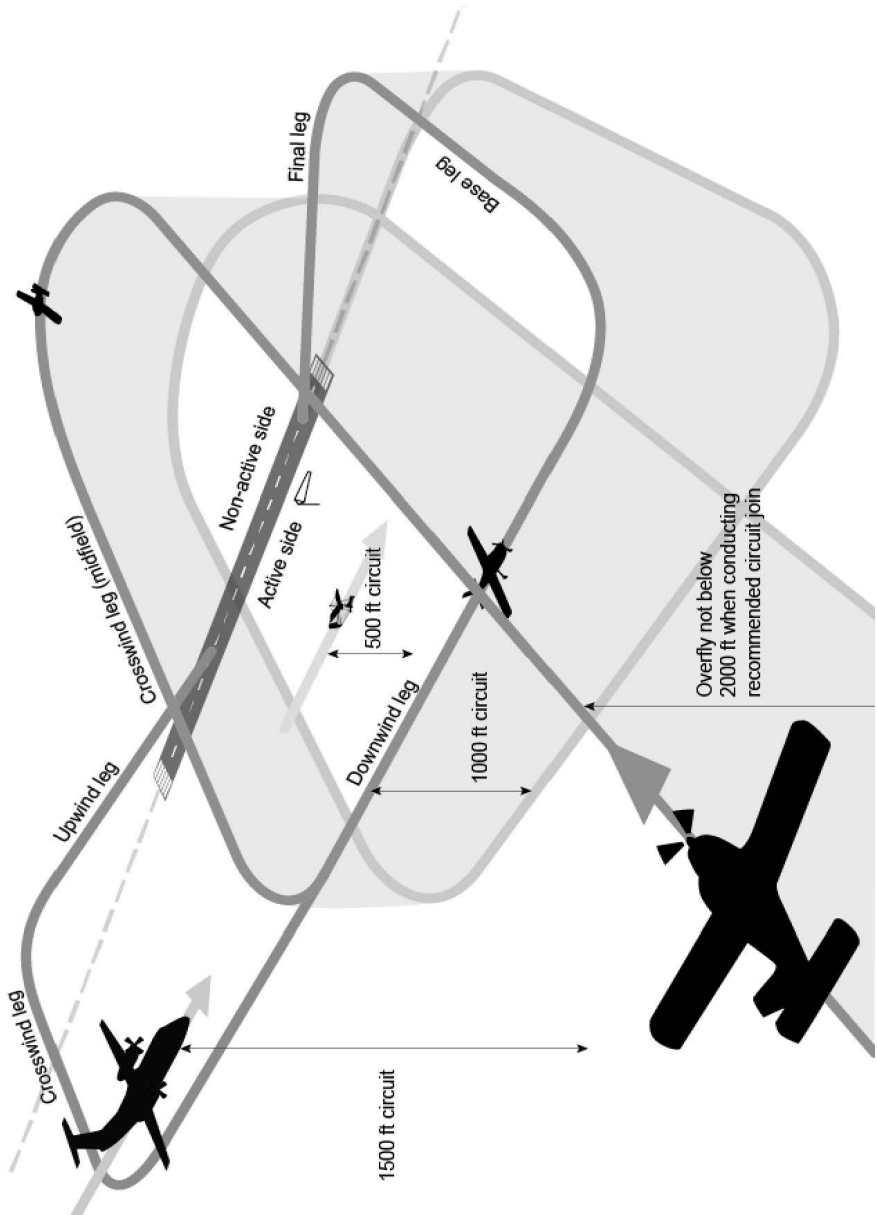 Final leg
Base leg
Non-active side
Active side
Crosswind leg (midfield)
Upwind leg
Crosswind leg
500 ft circuit
Downwind leg
1000 ft circuit
1500 ft circuit
Overfly not below
2000 ft when conducting
recommended circuit join